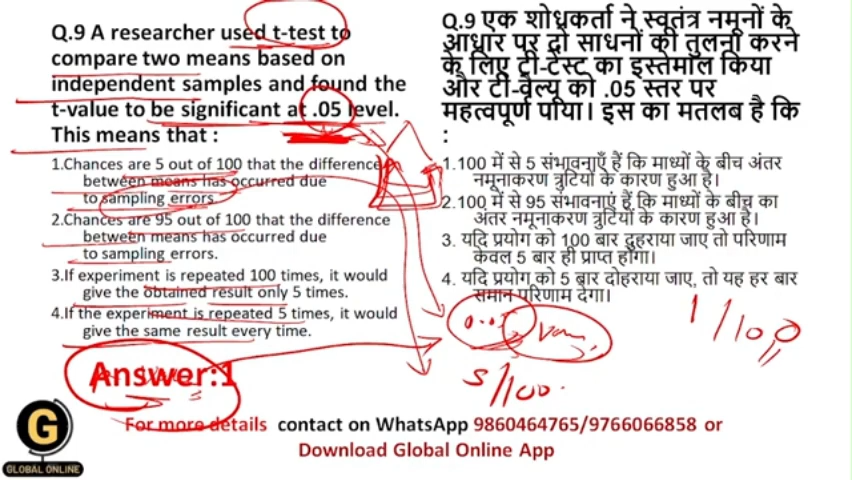 Q.9 A researcher used t-test to
compare two means based on
independent samples and found the
t-value to be significant at .05 level.
This means that :
1.Chances are 5 out of 100 that the difference
between means has occurred due
to sampling errors.
2.Chances are 95 out of 100 that the difference
between means has occurred due
to sampling errors.
3.If experiment is repeated 100 times, it would
give the obtained result only 5 times.
4.If the experiment is repeated 5 times, it would
give the same result every time.
Answer:1
Q.9 एक शोधकर्ता ने स्वतंत्र नमूनों के
आधार पर दो साधनों की तुलना करने
के लिए टी-टेस्ट का इस्तेमाल किया
और टी-वैल्यू को .05 स्तर पर
महत्वपूर्ण पाया। इस का मतलब है कि
:
1.100 में से 5 संभावनाएँ हैं कि माध्यों के बीच अंतर
नमूनाकरण त्रुटियों के कारण हुआ है।
2.100 में से 95 संभावनाएं हैं कि माध्यों के बीच का
अंतर नमूनाकरण त्रुटियों के कारण हुआ है।
3. यदि प्रयोग को 100 बार दुहराया जाए तो परिणाम
केवल 5 बार ही प्राप्त होगा।
4. यदि प्रयोग को 5 बार दोहराया जाए, तो यह हर बार
समान परिणाम देगा।
0.05
1/100
5/100.
For more details contact on WhatsApp 9860464765/9766066858 or
Download Global Online App
G
GLOBAL ONLINE